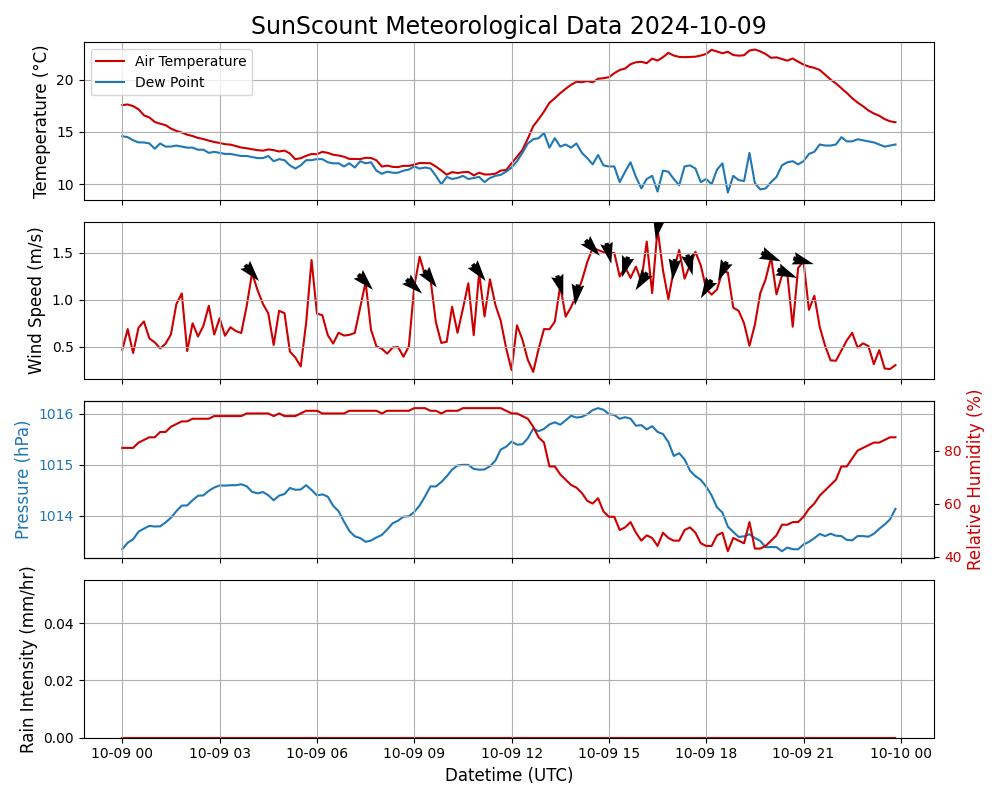 SunScount Meteorological Data 2024-10-09
Temeperature (°C)
20
15
10
Air Temperature
Dew Point
Wind Speed (m/s)
1.5
1.0
0.5
Pressure (hPa)
1016
1015
1014
Relative Humidity (%)
80
60
40
Rain Intensity (mm/hr)
0.04
0.02
0.00
10-09 00 10-09 03 10-09 06 10-09 09 10-09 12 10-09 15 10-09 18 10-09 21 10-10 00
Datetime (UTC)